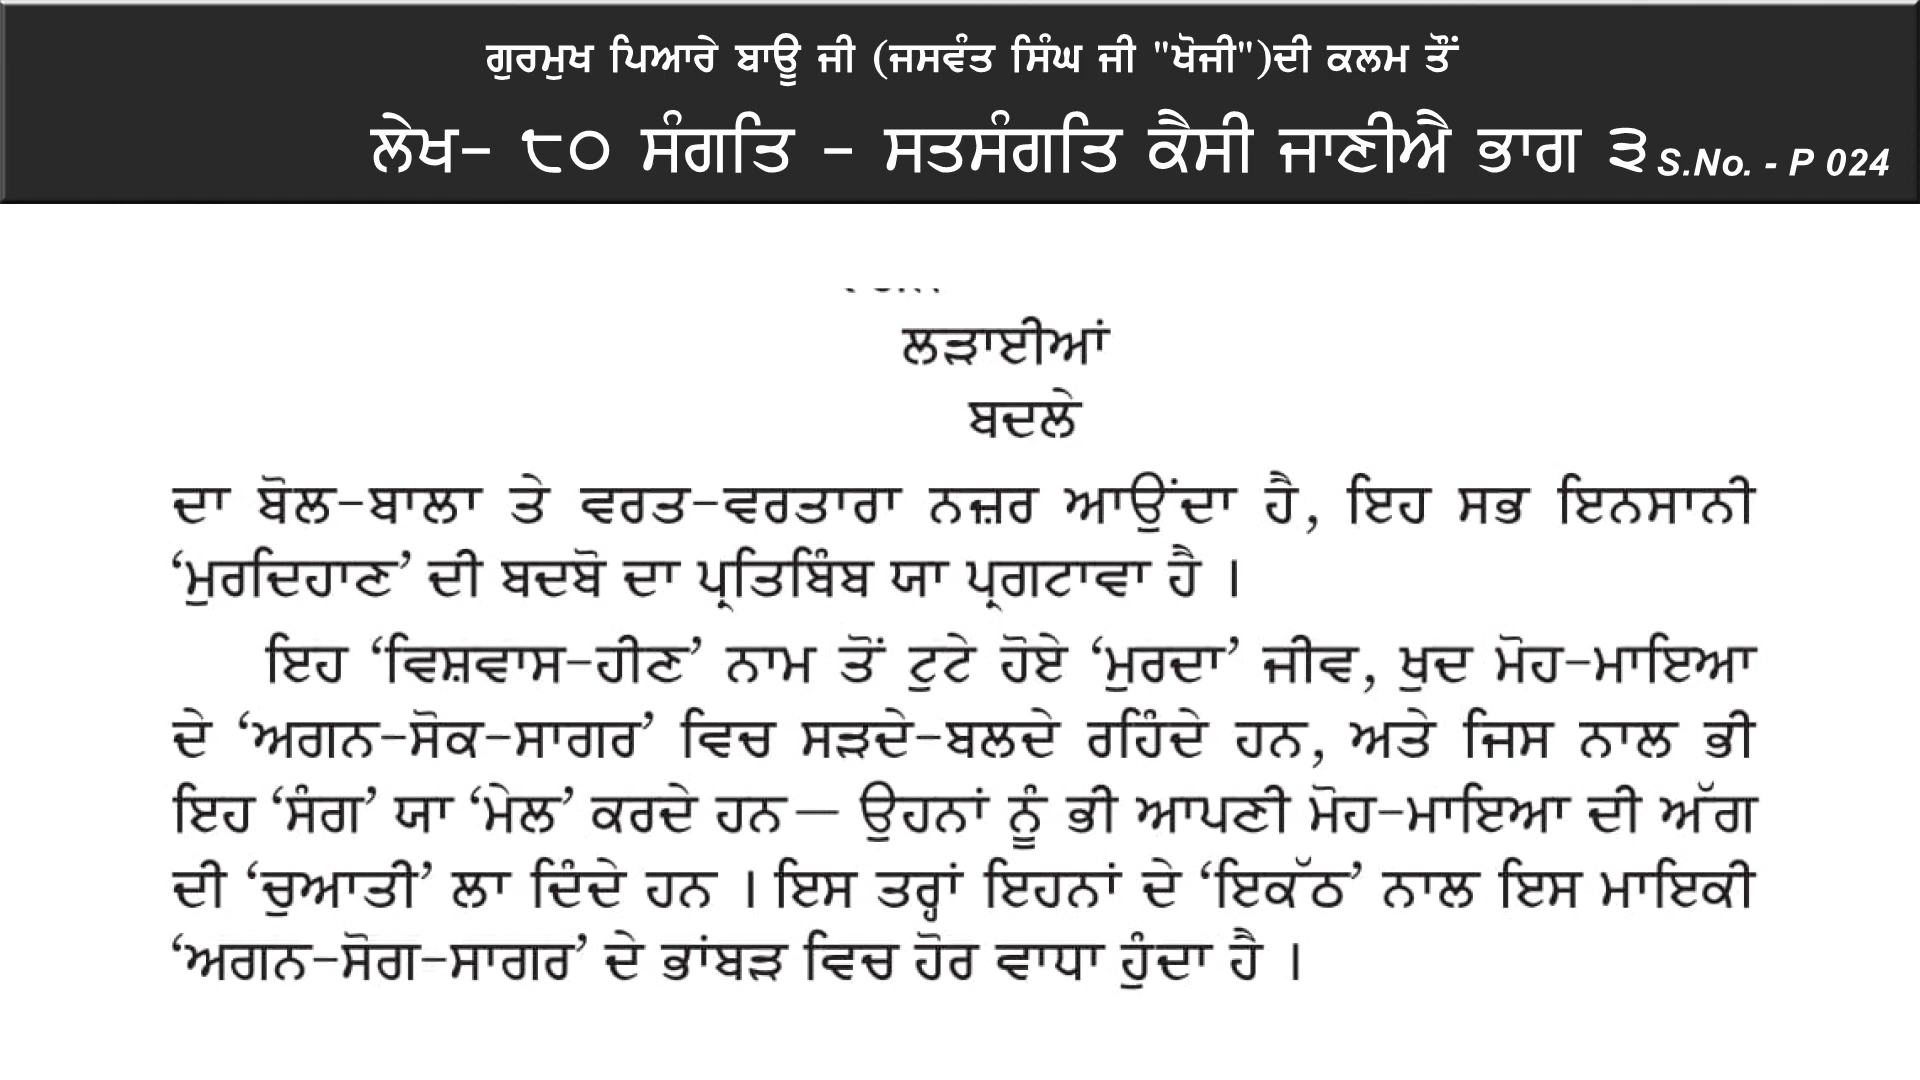 ਗੁਰਮੁਖ ਪਿਆਰੇ ਬਾਊ ਜੀ (ਜਸਵੰਤ ਸਿੰਘ ਜੀ "ਖੋਜੀ")ਦੀ ਕਲਮ ਤੋਂ
ਲੇਖ- ੮੦ ਸੰਗਤਿ - ਸਤਸੰਗਤਿ ਕੈਸੀ ਜਾਣੀਐ ਭਾਗ ੩ S.No. - P 024
ਲੜਾਈਆਂ
ਬਦਲੇ
ਦਾ ਬੋਲ-ਬਾਲਾ ਤੇ ਵਰਤ-ਵਰਤਾਰਾ ਨਜ਼ਰ ਆਉਂਦਾ ਹੈ, ਇਹ ਸਭ ਇਨਸਾਨੀ
‘ਮੁਰਦਿਹਾਣ’ ਦੀ ਬਦਬੋ ਦਾ ਪ੍ਰਤਿਬਿੰਬ ਯਾ ਪ੍ਰਗਟਾਵਾ ਹੈ ।
ਇਹ ‘ਵਿਸ਼ਵਾਸ-ਹੀਣ’ ਨਾਮ ਤੋਂ ਟੁਟੇ ਹੋਏ ‘ਮੁਰਦਾ’ ਜੀਵ, ਖੁਦ ਮੋਹ-ਮਾਇਆ
ਦੇ ‘ਅਗਨ-ਸੋਕ-ਸਾਗਰ’ ਵਿਚ ਸੜਦੇ-ਬਲਦੇ ਰਹਿੰਦੇ ਹਨ, ਅਤੇ ਜਿਸ ਨਾਲ ਭੀ
ਇਹ ‘ਸੰਗ’ ਯਾ ‘ਮੇਲ’ ਕਰਦੇ ਹਨ — ਉਹਨਾਂ ਨੂੰ ਭੀ ਆਪਣੀ ਮੋਹ-ਮਾਇਆ ਦੀ ਅੱਗ
ਦੀ ‘ਚੁਆਤੀ’ ਲਾ ਦਿੰਦੇ ਹਨ । ਇਸ ਤਰ੍ਹਾਂ ਇਹਨਾਂ ਦੇ ‘ਇਕੱਠ’ ਨਾਲ ਇਸ ਮਾਇਕੀ
‘ਅਗਨ-ਸੋਗ-ਸਾਗਰ’ ਦੇ ਭਾਂਬੜ ਵਿਚ ਹੋਰ ਵਾਧਾ ਹੁੰਦਾ ਹੈ ।